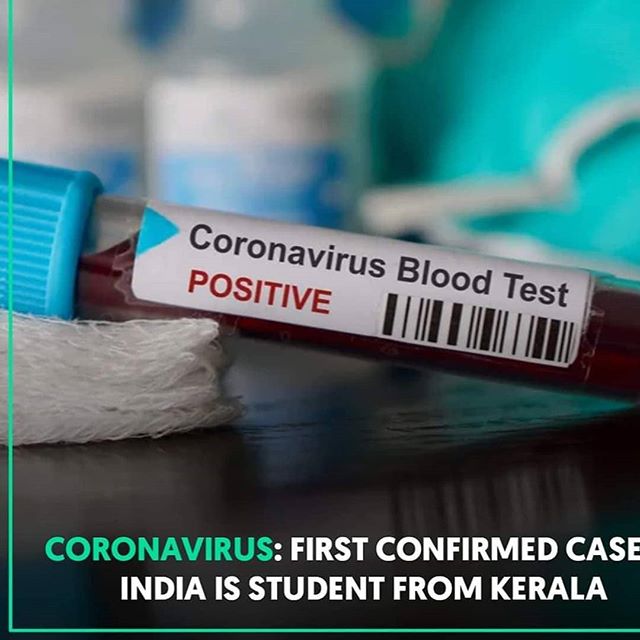 Coronavirus Blood Test
POSITIVE
CORONAVIRUS: FIRST CONFIRMED CASE
INDIA IS STUDENT FROM KERALA